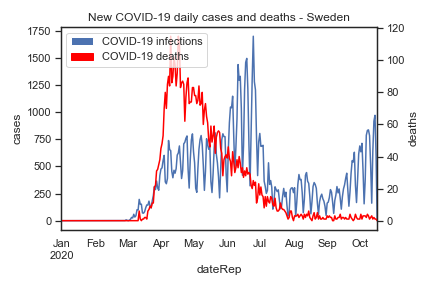 New COVID-19 daily cases and deaths - Sweden
COVID-19 infections
COVID-19 deaths
1750
1500
1250
1000
750
500
250
0
cases
120
100
80
60
40
20
0
deaths
Jan Feb Mar Apr May Jun Jul Aug Sep Oct
2020
dateRep